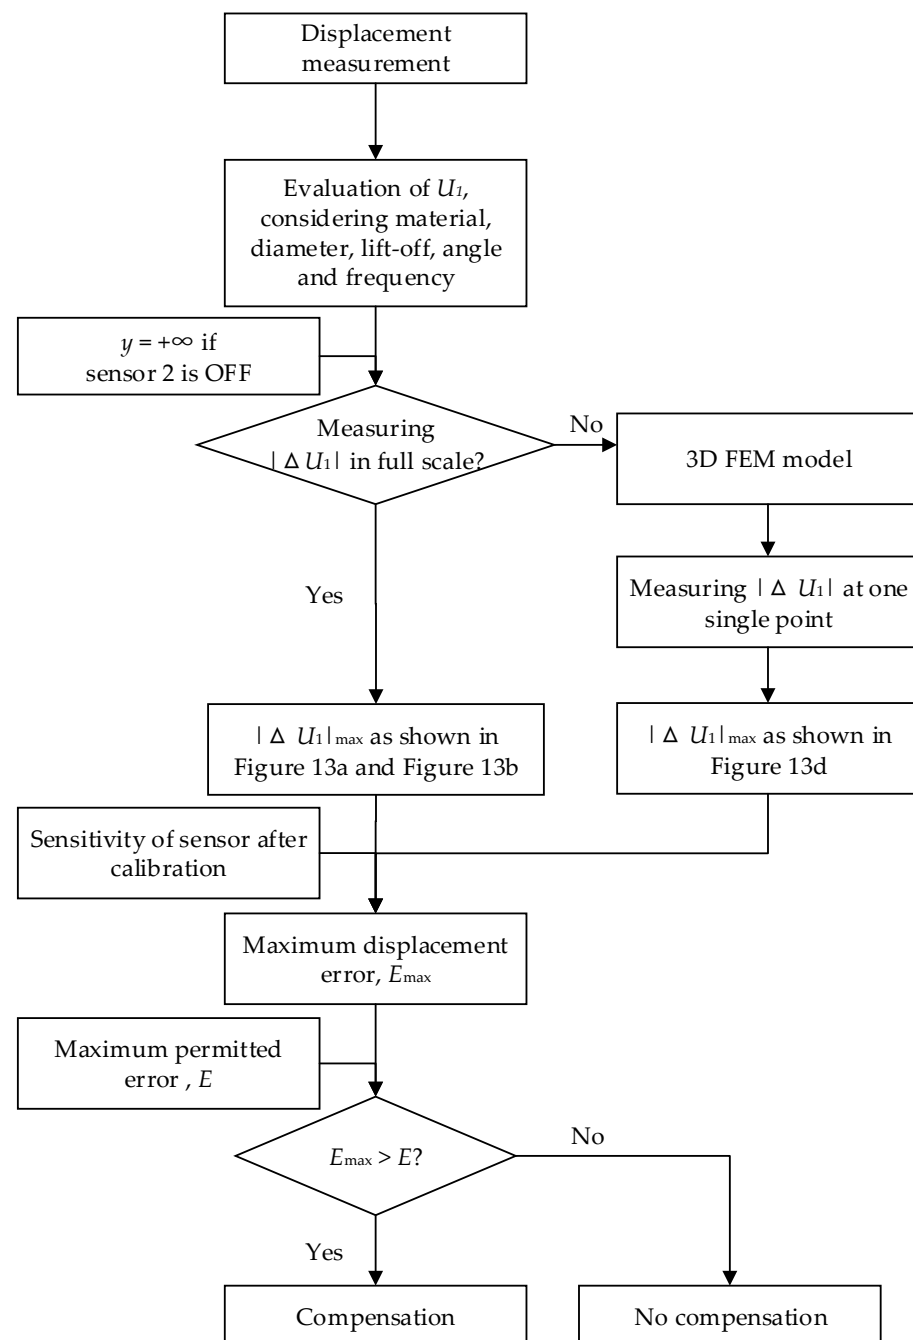 Displacement
measurement
Evaluation of U1,
considering material,
diameter, lift-off, angle
and frequency
y = +∞ if
sensor 2 is OFF
Measuring
|ΔU1| in full scale?
No
3D FEM model
Yes
Measuring |Δ U1| at one
single point
|Δ U1|max as shown in
Figure 13a and Figure 13b
|Δ U1|max as shown in
Figure 13d
Sensitivity of sensor after
calibration
Maximum displacement
error, Emax
Maximum permitted
error , E
Emax > E?
No
Yes
Compensation
No compensation